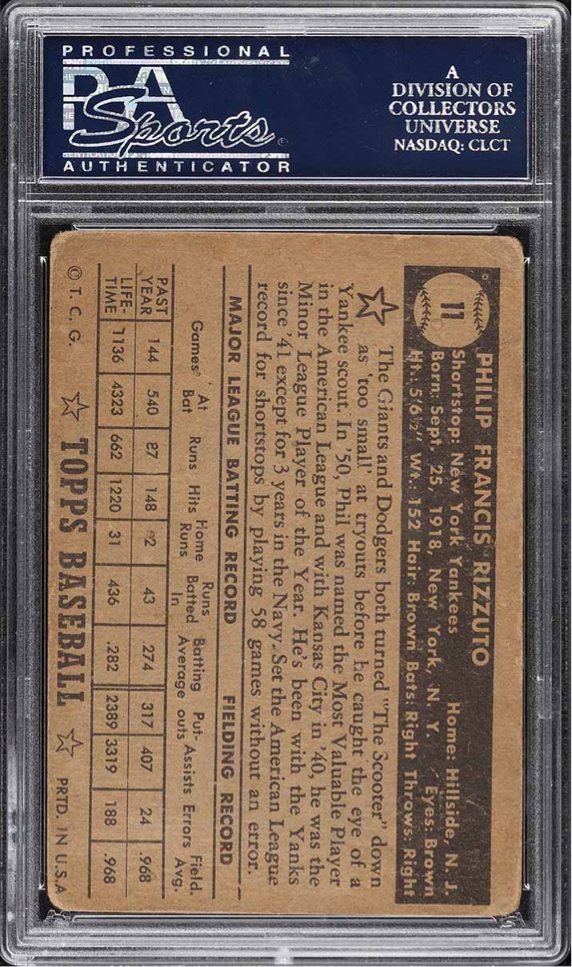 PROFESSIONAL
PSA
Sports
AUTHENTICATOR
A
DIVISION OF
COLLECTORS
UNIVERSE
NASDAQ: CLCT
11
PHILIP FRANCIS RIZZUTO
Shortstop: New York Yankees Home: Hillside, N. J.
Born: Sept. 25, 1918, New York, N. Y. Eyes: Brown
Ht.: 5'6½" Wt.: 152 Hair: Brown Bats: Right Throws: Right
The Giants and Dodgers both turned "The Scooter" down
as 'too small' at tryouts before he caught the eye of a
Yankee scout. In '50, Phil was named the Most Valuable Player
in the American League and with Kansas City in '40, he was the
Minor League Player of the Year. He's been with the Yanks
since '41 except for 3 years in the Navy. Set the American League
record for shortstops by playing 58 games without an error.
MAJOR LEAGUE BATTING RECORD FIELDING RECORD
Games At Bat Runs Hits Home Runs Runs Batted In Batting Average Put-outs Assists Errors Field. Avg.
PAST YEAR 144 540 87 148 2 43 .274 317 407 24 .968
LIFE-TIME 1136 4323 662 1220 31 436 .282 2389 3319 188 .968
© T. C. G. TOPPS BASEBALL PRTD. IN U.S.A